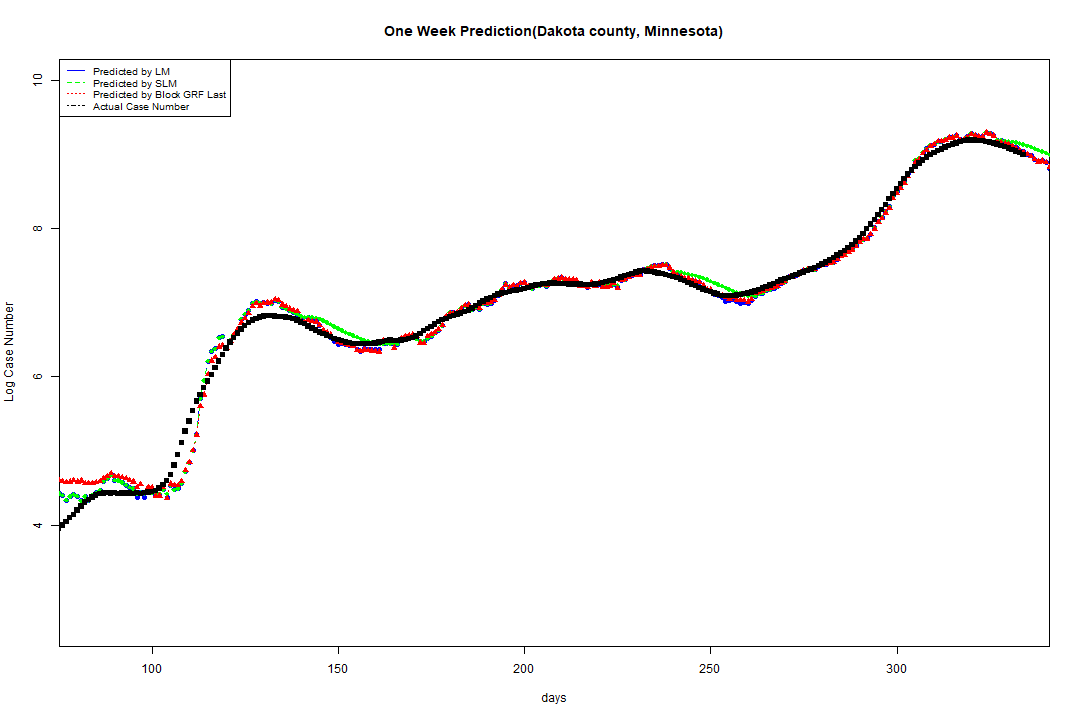 One Week Prediction(Dakota county, Minnesota)
Predicted by LM
Predicted by SLM
Predicted by Block GRF Last
Actual Case Number
10
8
6
4
Log Case Number
100 150 200 250 300
days